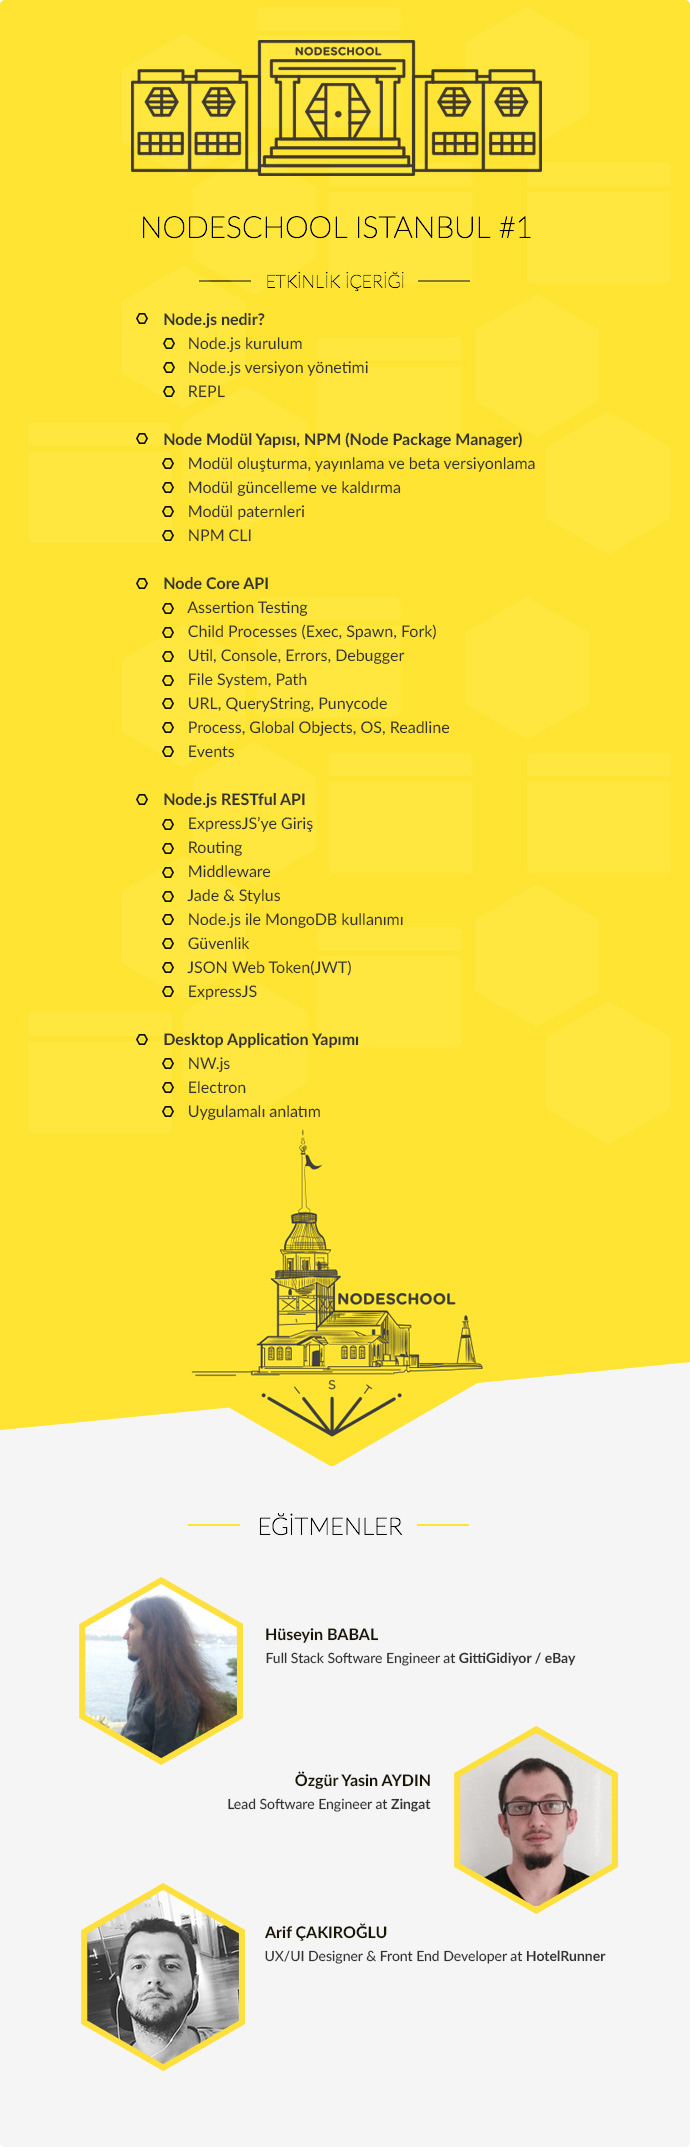 NODESCHOOL
NODESCHOOL ISTANBUL #1
ETKİNLİK İÇERİĞİ
Node.js nedir?
Node.js kurulum
Node.js versiyon yönetimi
REPL
Node Modül Yapısı, NPM (Node Package Manager)
Modül oluşturma, yayınlama ve beta versiyonlama
Modül güncelleme ve kaldırma
Modül paternleri
NPM CLI
Node Core API
Assertion Testing
Child Processes (Exec, Spawn, Fork)
Util, Console, Errors, Debugger
File System, Path
URL, QueryString, Punycode
Process, Global Objects, OS, Readline
Events
Node.js RESTful API
ExpressJS’ye Giriş
Routing
Middleware
Jade & Stylus
Node.js ile MongoDB kullanımı
Güvenlik
JSON Web Token(JWT)
ExpressJS
Desktop Application Yapımı
NW.js
Electron
Uygulamalı anlatım
NODESCHOOL
I S T
EĞİTMENLER
Hüseyin BABAL
Full Stack Software Engineer at GittiGidiyor / eBay
Özgür Yasin AYDIN
Lead Software Engineer at Zingat
Arif ÇAKIROĞLU
UX/UI Designer & Front End Developer at HotelRunner